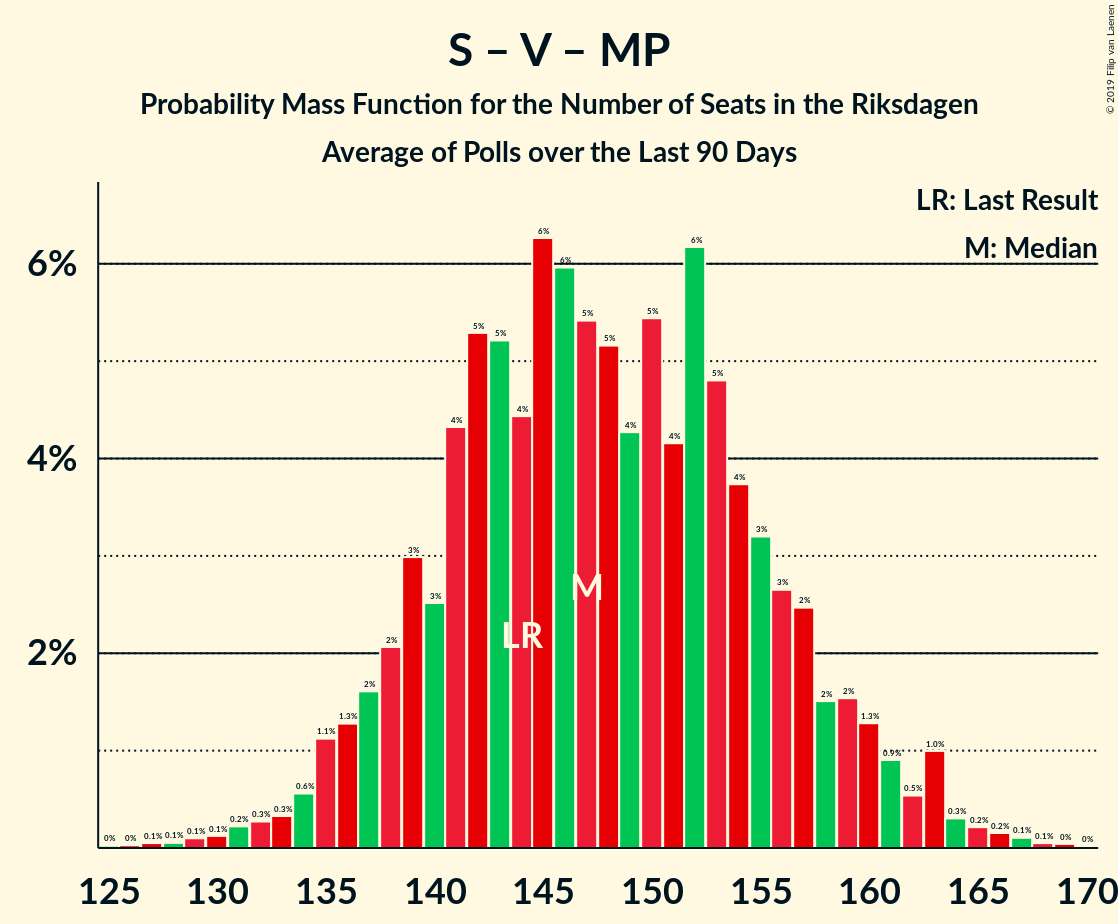 S – V – MP
Probability Mass Function for the Number of Seats in the Riksdagen
Average of Polls over the Last 90 Days
© 2019 Filip van Laenen
LR: Last Result
M: Median
6%
4%
2%
0% 0% 0.1% 0.1% 0.1% 0.1% 0.2% 0.3% 0.3% 0.6% 1.1% 1.3% 2% 2% 3% 3% 4% 5% 5% 4% 6% 6% 5% 5% 4% 5% 4% 6% 5% 4% 3% 3% 2% 2% 2% 1.3% 0.9% 0.5% 1.0% 0.3% 0.2% 0.2% 0.1% 0.1% 0% 0%
M
LR
125 130 135 140 145 150 155 160 165 170